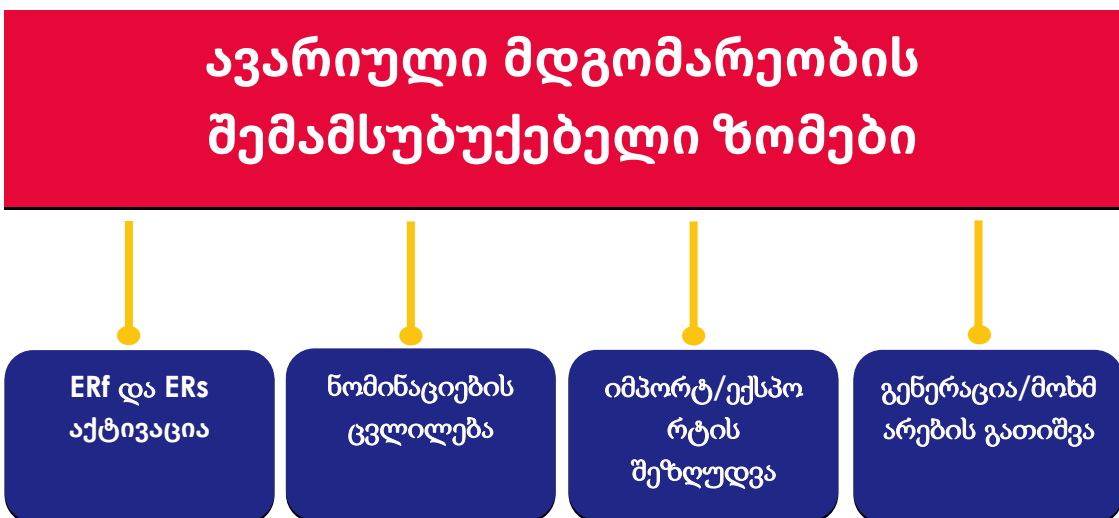 ავარიული მდგომარეობის
შემამსუბუქებელი ზომები
ERf და ERs
აქტივაცია
ნომინაციების
ცვლილება
იმპორტ/ექსპო
რტის
შეზღუდვა
გენერაცია/მოხმ
არების გათიშვა